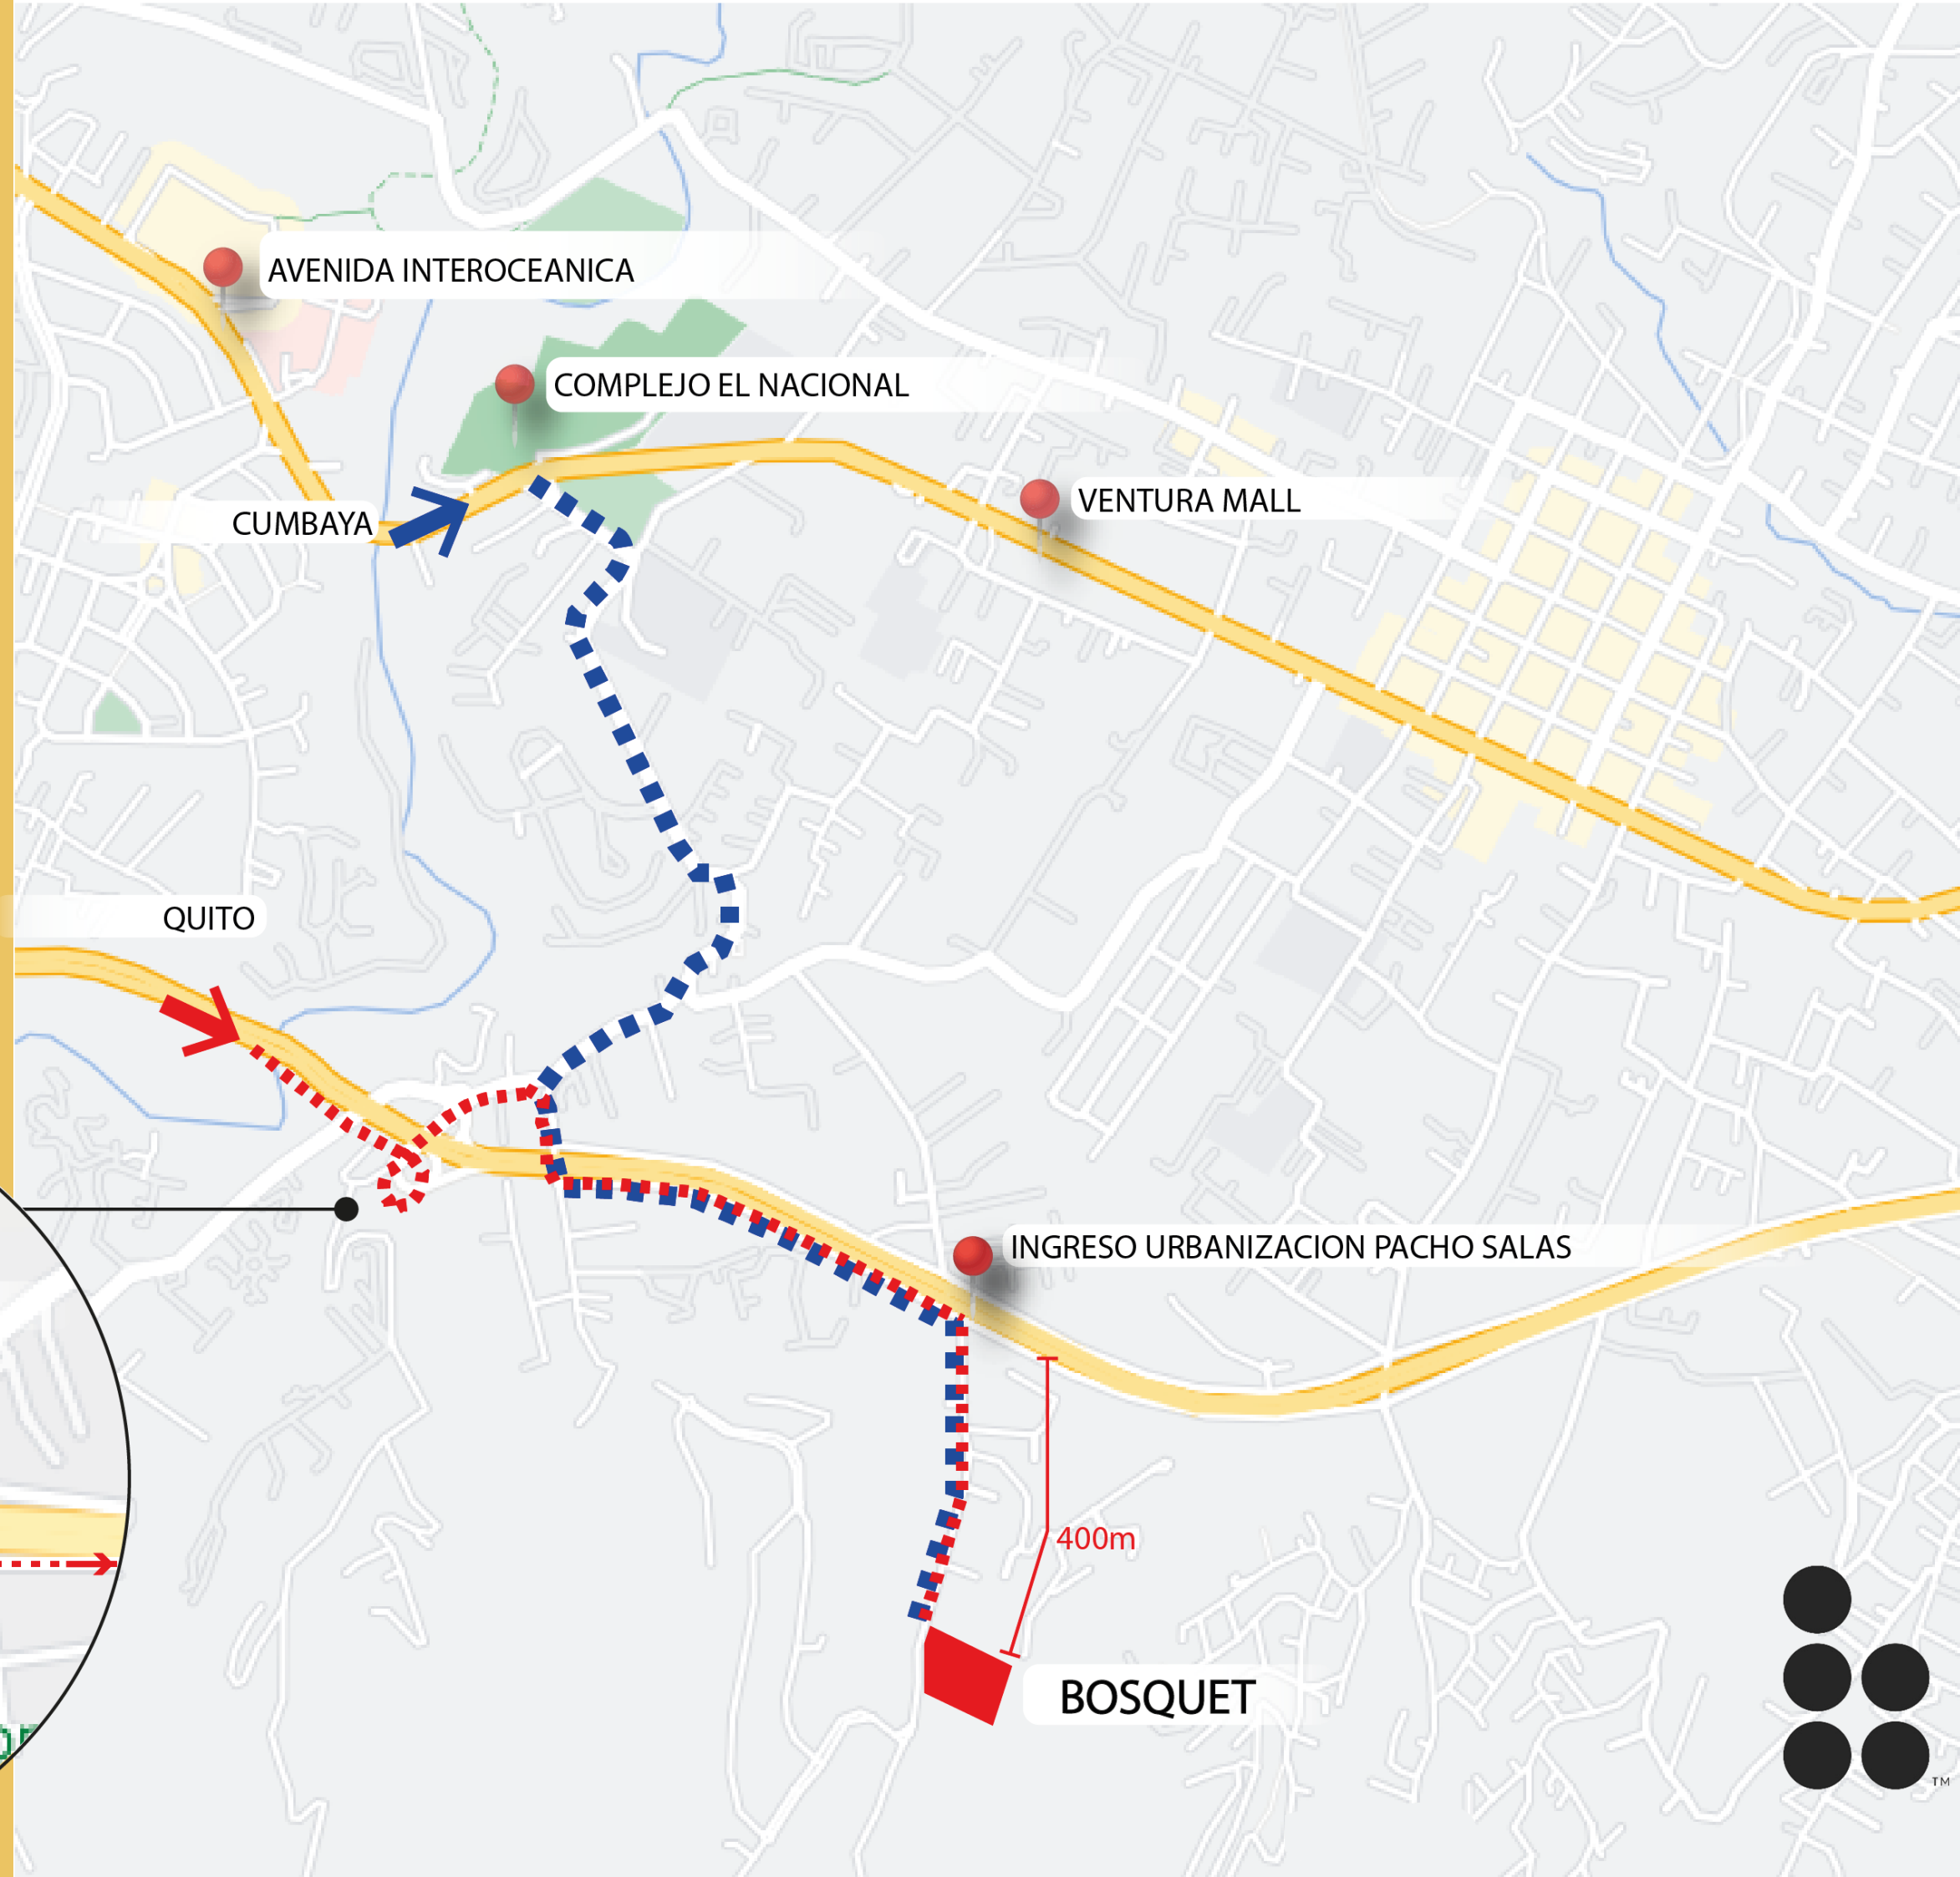 AVENIDA INTEROCEANICA
COMPLEJO EL NACIONAL
VENTURA MALL
CUMBAYA
QUITO
INGRESO URBANIZACION PACHO SALAS
400m
BOSQUET
TM